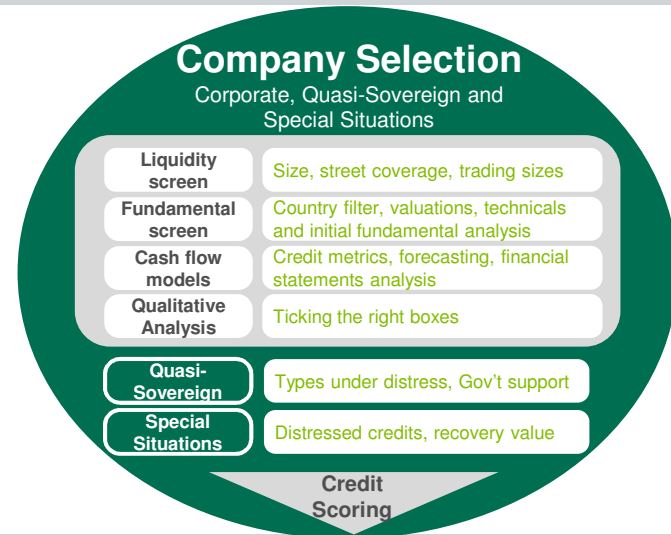 Company Selection
Corporate, Quasi-Sovereign and
Special Situations
Liquidity
screen
Size, street coverage, trading sizes
Fundamental
screen
Country filter, valuations, technicals
and initial fundamental analysis
Cash flow
models
Credit metrics, forecasting, financial
statements analysis
Qualitative
Analysis
Ticking the right boxes
Quasi-
Sovereign
Types under distress, Gov't support
Special
Situations
Distressed credits, recovery value
Credit
Scoring